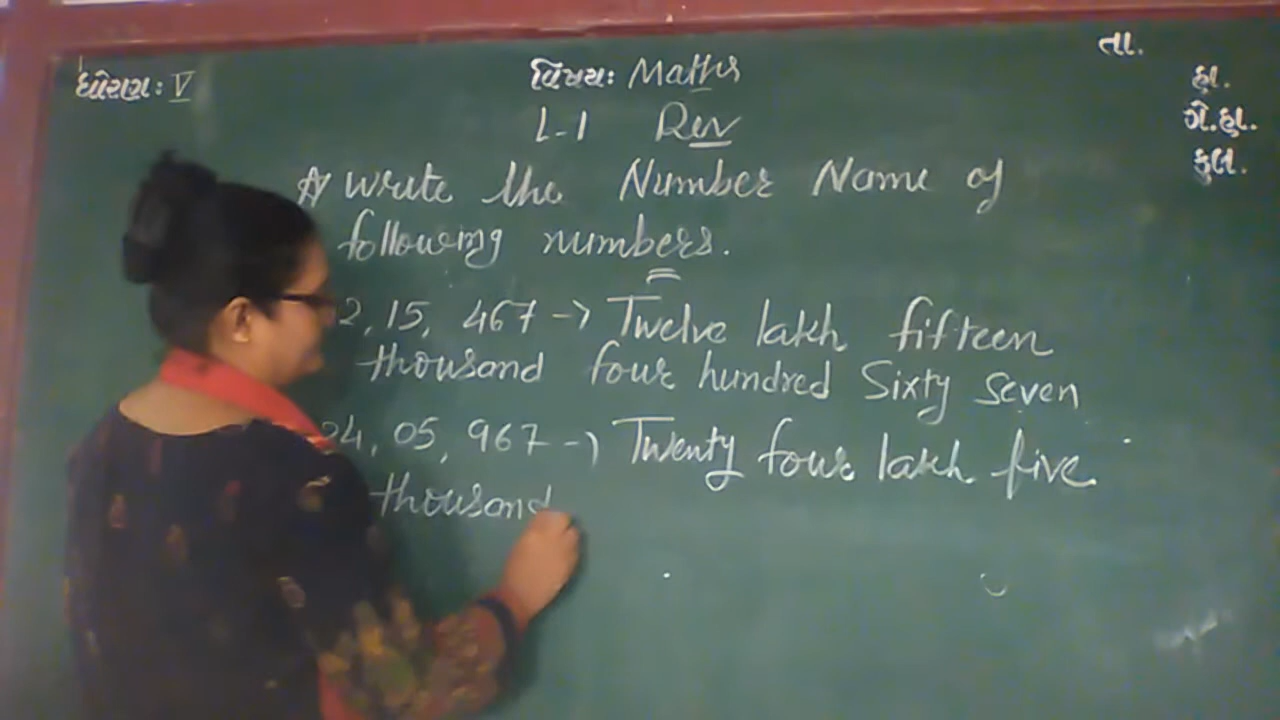 ધોરણ: V
વિષય: Maths
તા.
હા.
ગે.હા.
કુલ.
L-1 Rev
Write the Number Name of
following numbers.
2, 15, 467 → Twelve lakh fifteen
thousand four hundred Sixty Seven
24, 05, 967 → Twenty four lakh five
thousand